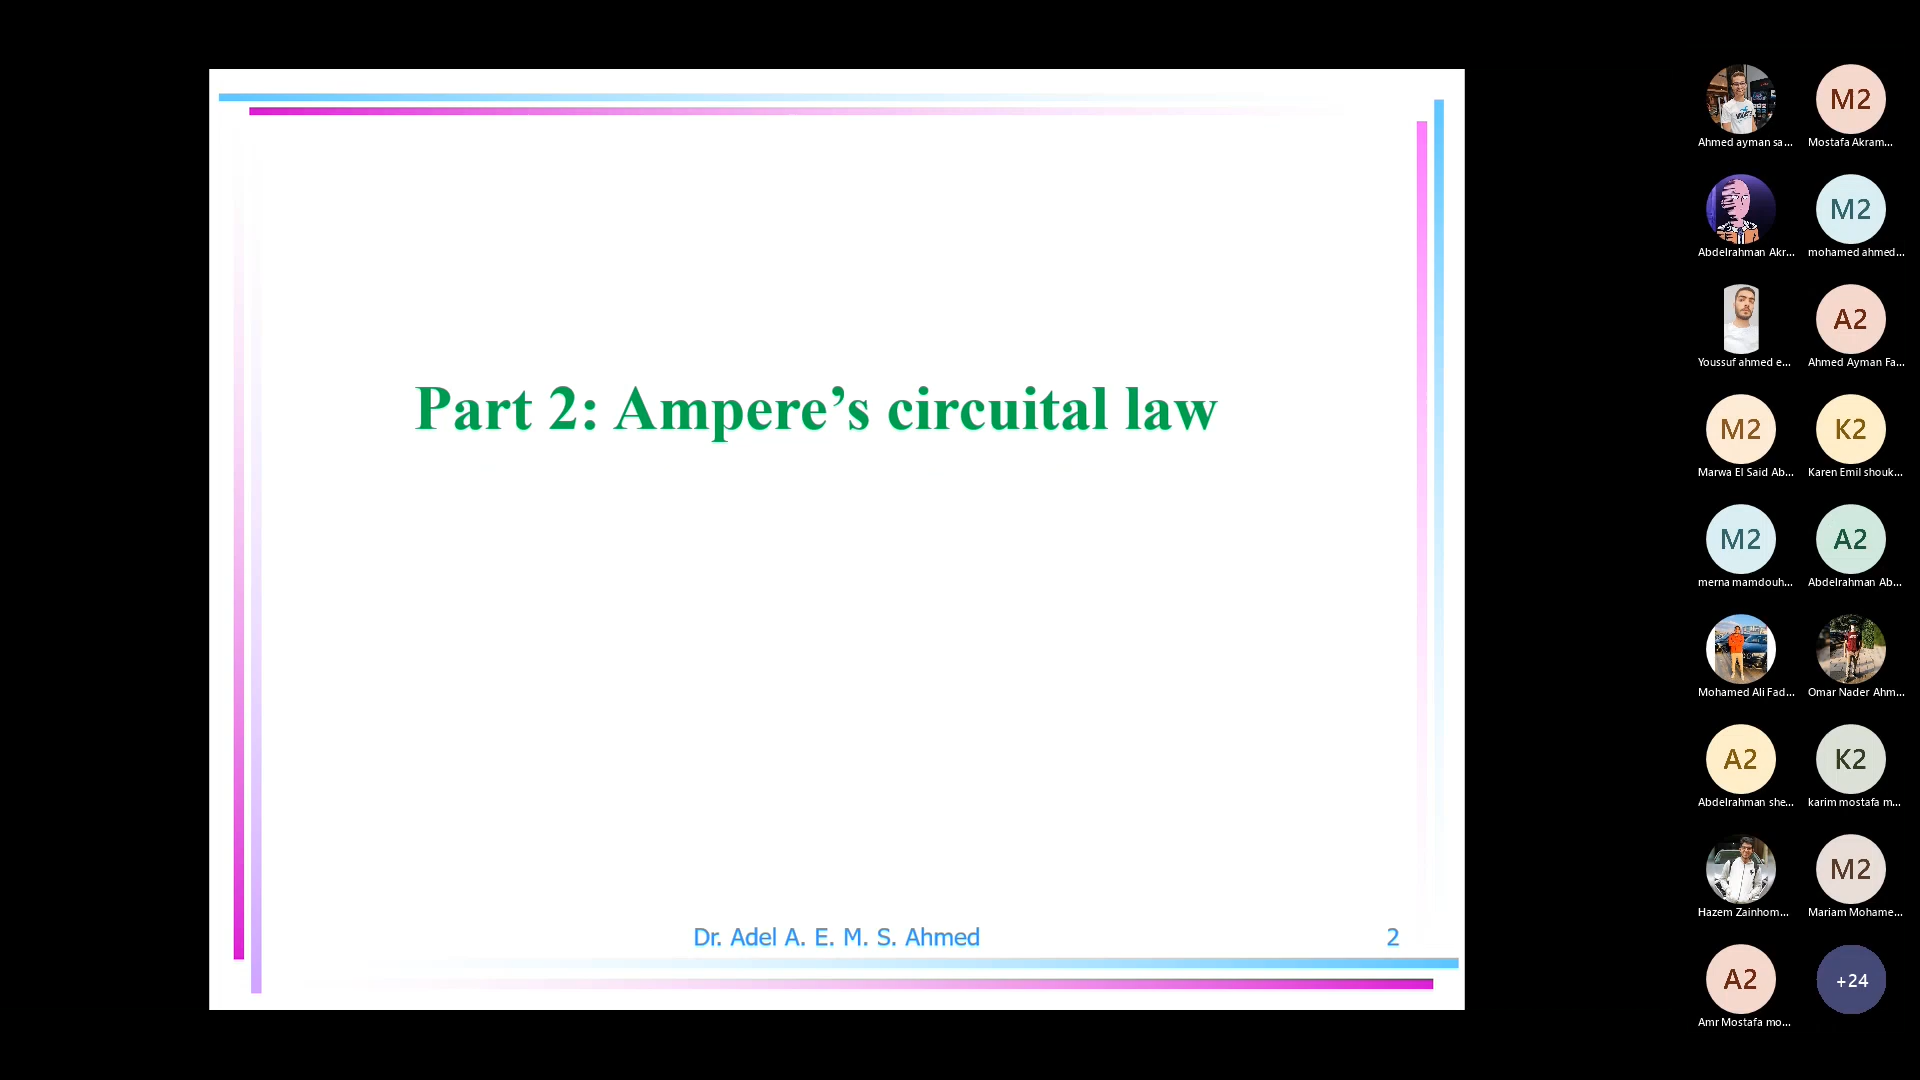 Part 2: Ampere’s circuital law
Dr. Adel A. E. M. S. Ahmed
2
Ahmed ayman sa...
M2
Mostafa Akram...
Abdelrahman Akr...
M2
mohamed ahmed...
Youssuf ahmed e...
A2
Ahmed Ayman Fa...
M2
Marwa El Said Ab...
K2
Karen Emil shouk...
M2
merna mamdouh...
A2
Abdelrahman Ab...
Mohamed Ali Fad...
Omar Nader Ahm...
A2
Abdelrahman she...
K2
karim mostafa m...
Hazem Zainhom...
M2
Mariam Mohame...
A2
Amr Mostafa mo...
+24